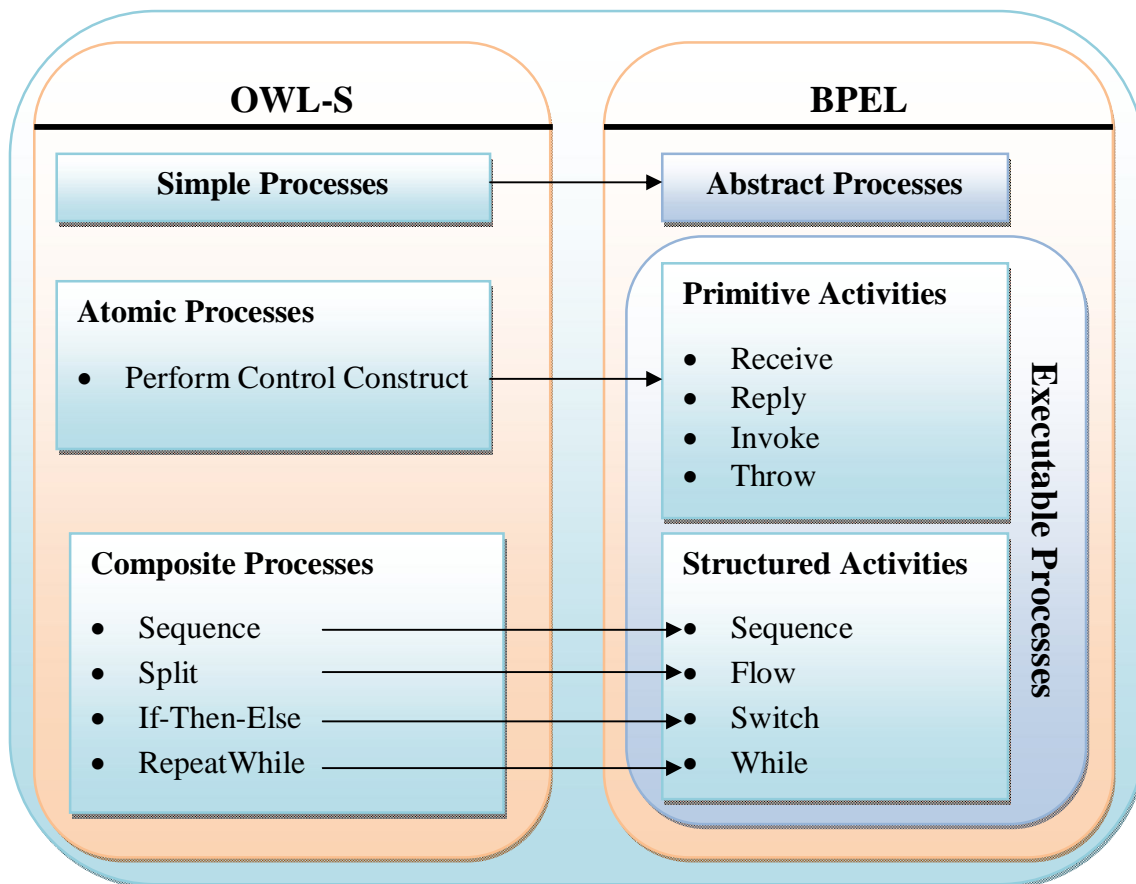 OWL-S
Simple Processes
Atomic Processes
• Perform Control Construct
Composite Processes
• Sequence
• Split
• If-Then-Else
• RepeatWhile
BPEL
Abstract Processes
Primitive Activities
• Receive
• Reply
• Invoke
• Throw
Structured Activities
• Sequence
• Flow
• Switch
• While
Executable Processes